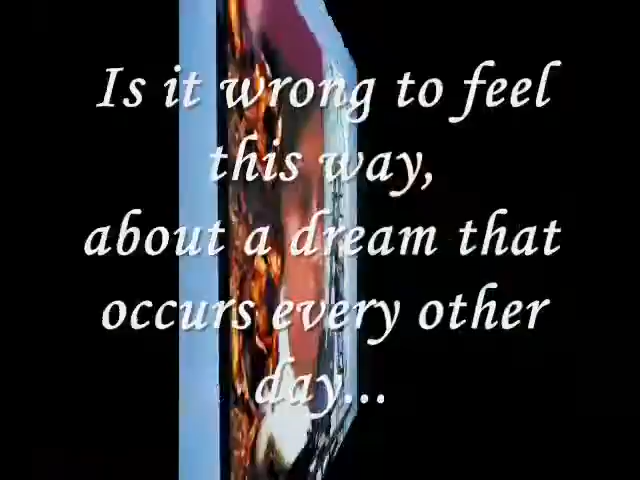 Is it wrong to feel
this way,
about a dream that
occurs every other
day...